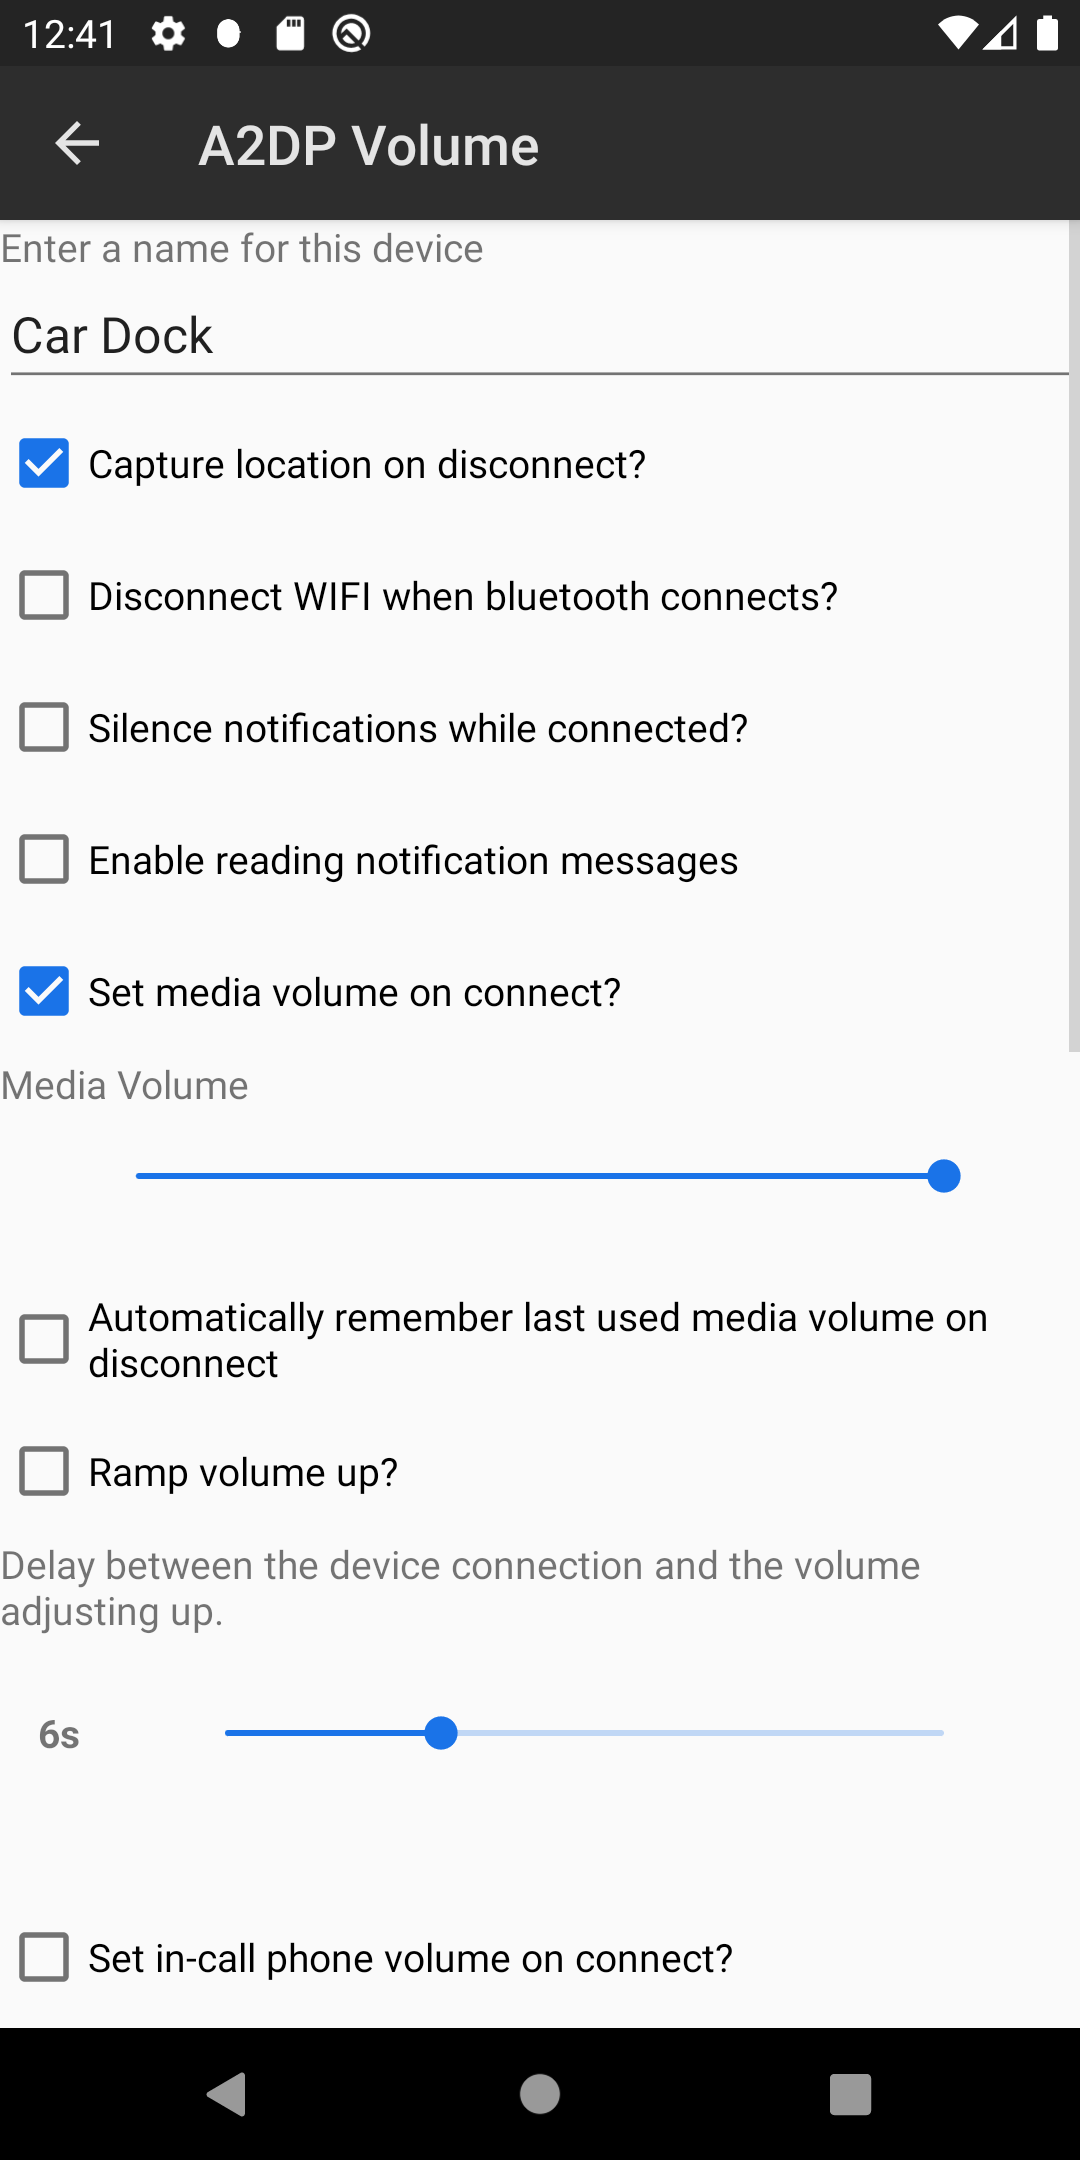 12:41
A2DP Volume
Enter a name for this device
Car Dock
Capture location on disconnect?
Disconnect WIFI when bluetooth connects?
Silence notifications while connected?
Enable reading notification messages
Set media volume on connect?
Media Volume
Automatically remember last used media volume on
disconnect
Ramp volume up?
Delay between the device connection and the volume
adjusting up.
6s
Set in-call phone volume on connect?